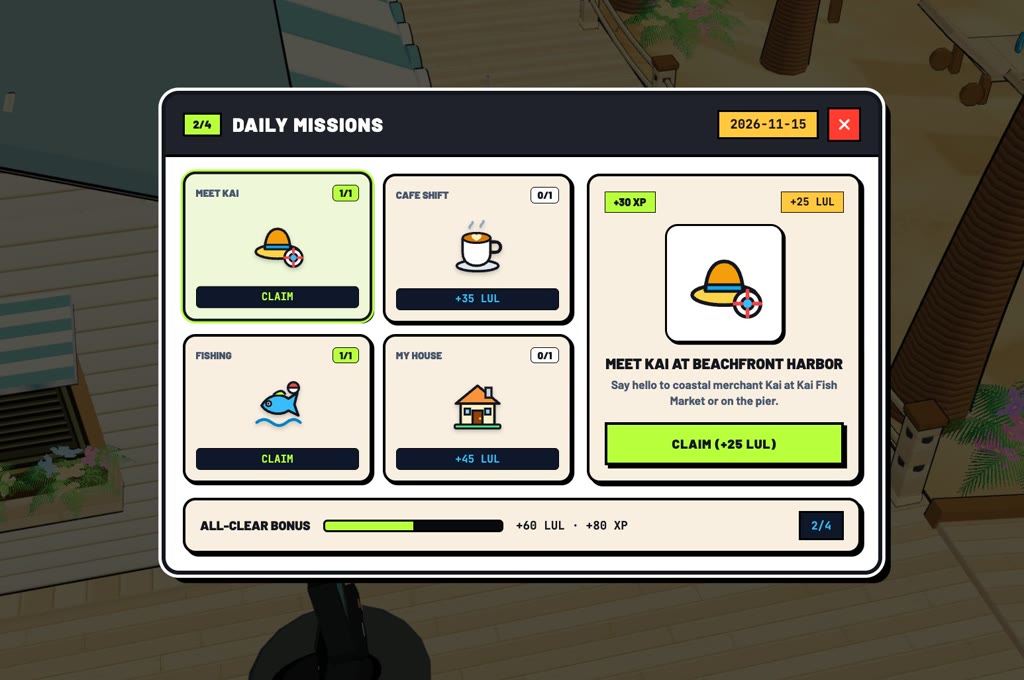 2/4
DAILY MISSIONS
2026-11-15
MEET KAI
1/1
CLAIM
CAFE SHIFT
0/1
+35 LUL
FISHING
1/1
CLAIM
MY HOUSE
0/1
+45 LUL
+30 XP
+25 LUL
MEET KAI AT BEACHFRONT HARBOR
Say hello to coastal merchant Kai at Kai Fish
Market or on the pier.
CLAIM (+25 LUL)
ALL-CLEAR BONUS
+60 LUL · +80 XP
2/4